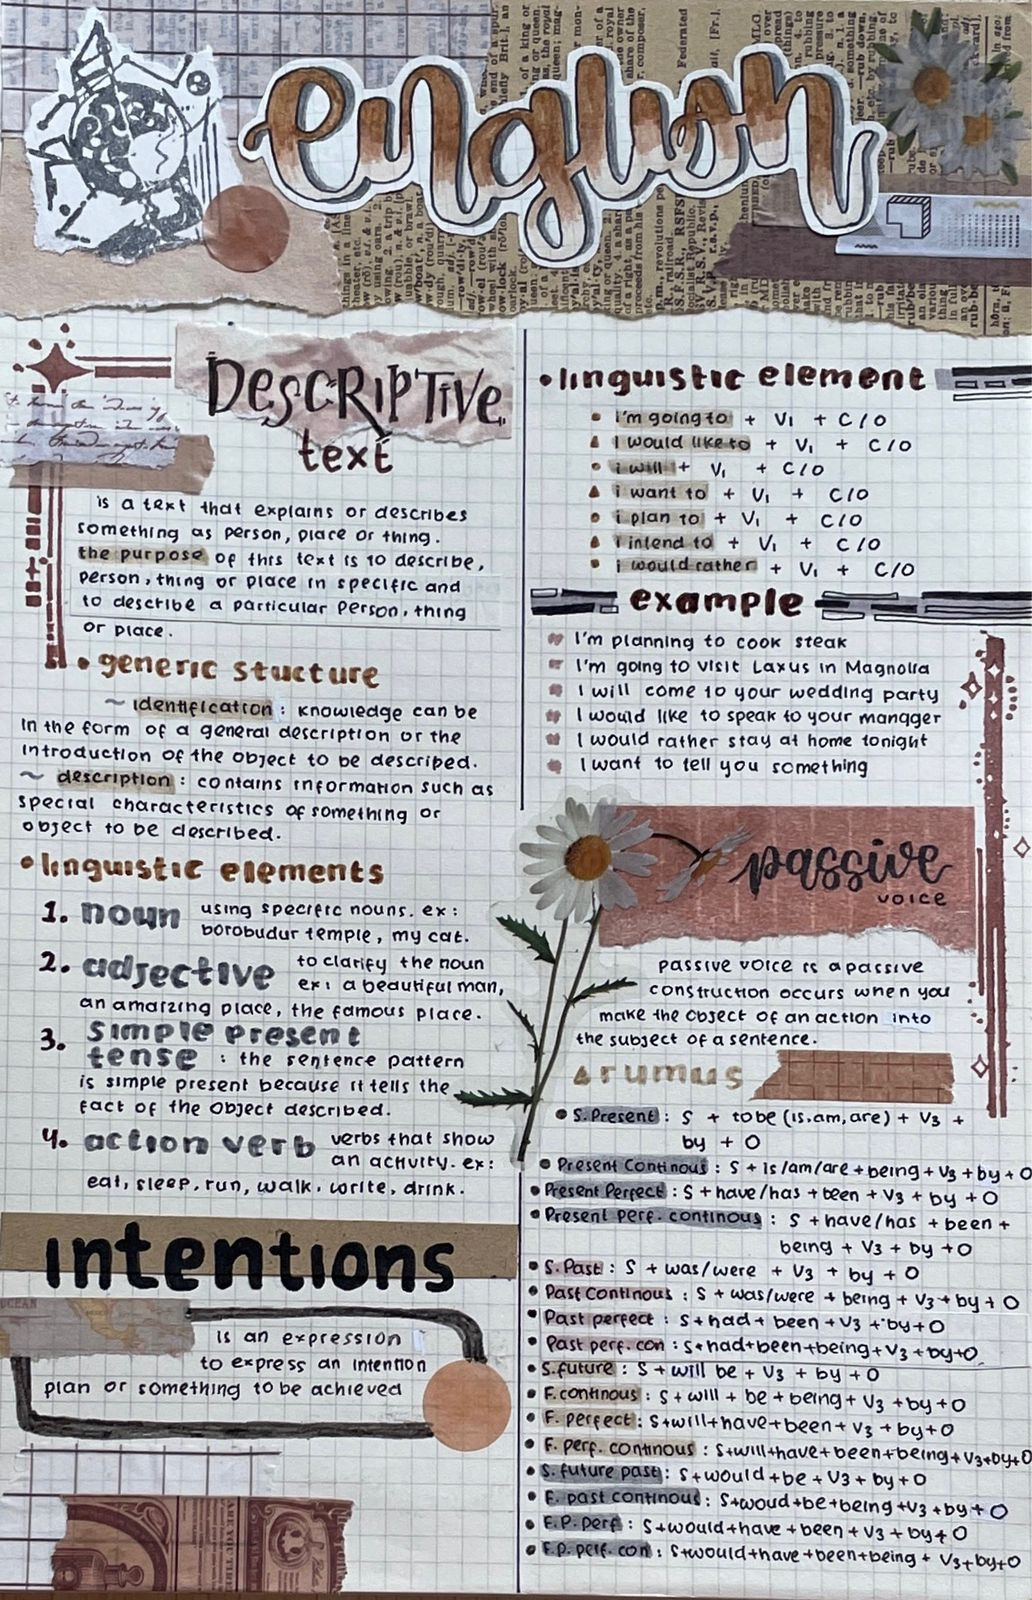 english
DESCRIPTIVE
text
is a text that explains or describes
something as person, place or thing.
the purpose of this text is to describe,
person, thing or place in specific and
to describe a particular person, thing
or place.
• generic stucture
~ identification : knowledge can be
in the form of a general description or the
introduction of the object to be described.
~ description : contains information such as
special characteristics of something or
object to be described.
• linguistic elements
1. noun using specific nouns. ex :
borobudur temple, my cat.
2. adjective to clarify the noun
ex : a beautiful man,
an amaizing place, the famous place.
3. simple present
tense : the sentence pattern
is simple present because it tells the
fact of the object described.
4. action verb verbs that show
an activity. ex :
eat, sleep, run, walk, write, drink.
intentions
is an expression
to express an intention
plan or something to be achieved
• linguistic element
i'm going to + V1 + C/O
I would like to + V1 + C/O
i will + V1 + C/O
i want to + V1 + C/O
i plan to + V1 + C/O
i intend to + V1 + C/O
i would rather + V1 + C/O
example
I'm planning to cook steak
I'm going to visit Laxus in Magnolia
I will come to your wedding party
I would like to speak to your manager
I would rather stay at home tonight
I want to tell you something
passive
voice
passive voice is a passive
construction occurs when you
make the object of an action into
the subject of a sentence.
rumus
• S.Present : S + tobe (is,am,are) + V3 +
by + O
• Present Continous : S + is/am/are + being + V3 + by + O
• Present Perfect : S + have/has + been + V3 + by + O
• Present perf. continous : S + have/has + been +
being + V3 + by + O
• S. Past : S + was/were + V3 + by + O
• Past Continous : S + was/were + being + V3 + by + O
• Past perfect : S + had + been + V3 + by + O
• Past perf. con : S + had + been + being + V3 + by + O
• S.future : S + will be + V3 + by + O
• F. continous : S + will + be + being + V3 + by + O
• F. perfect : S + will + have + been + V3 + by + O
• F. perf. continous : S + will + have + been + being + V3 + by + O
• S. future past : S + would + be + V3 + by + O
• F. past continous : S + woud + be + being + V3 + by + O
• F.P. perf : S + would + have + been + V3 + by + O
• F.P. perf. con : S + would + have + been + being + V3 + by + O